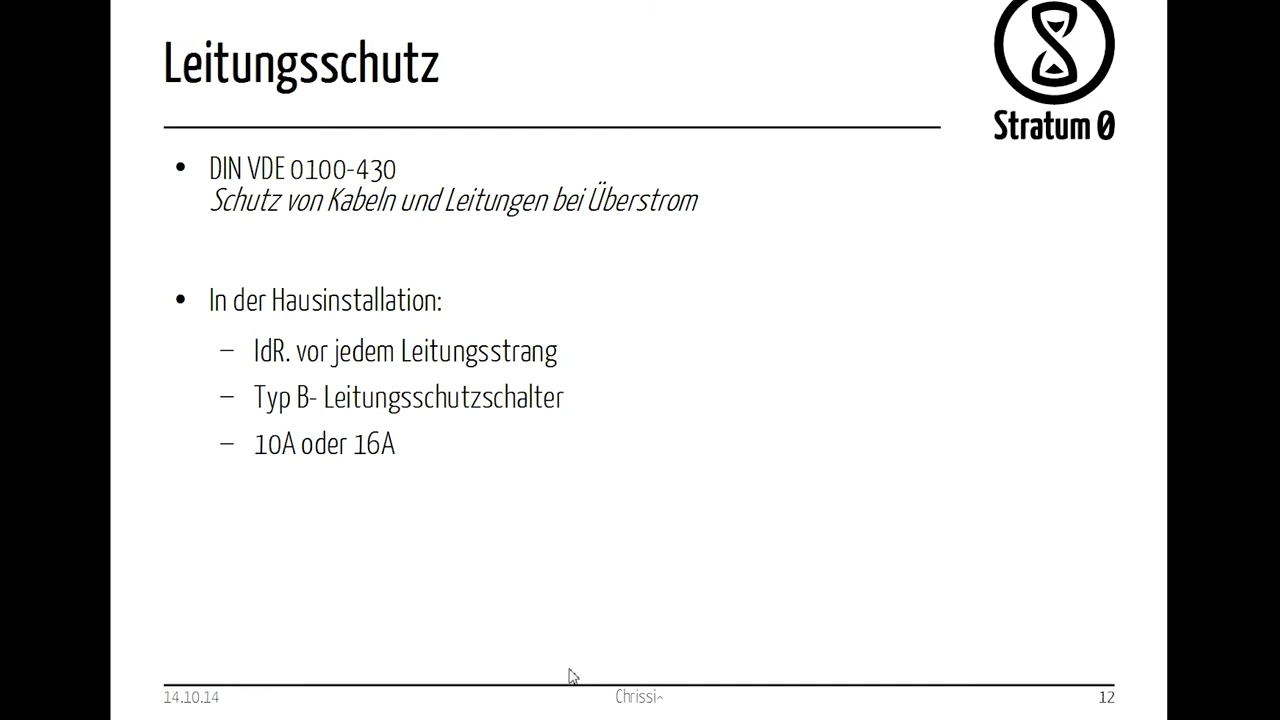 Leitungsschutz
Stratum 0
• DIN VDE 0100-430
Schutz von Kabeln und Leitungen bei Überstrom
• In der Hausinstallation:
– IdR. vor jedem Leitungsstrang
– Typ B- Leitungsschutzschalter
– 10A oder 16A
14.10.14
Chrissi^
12